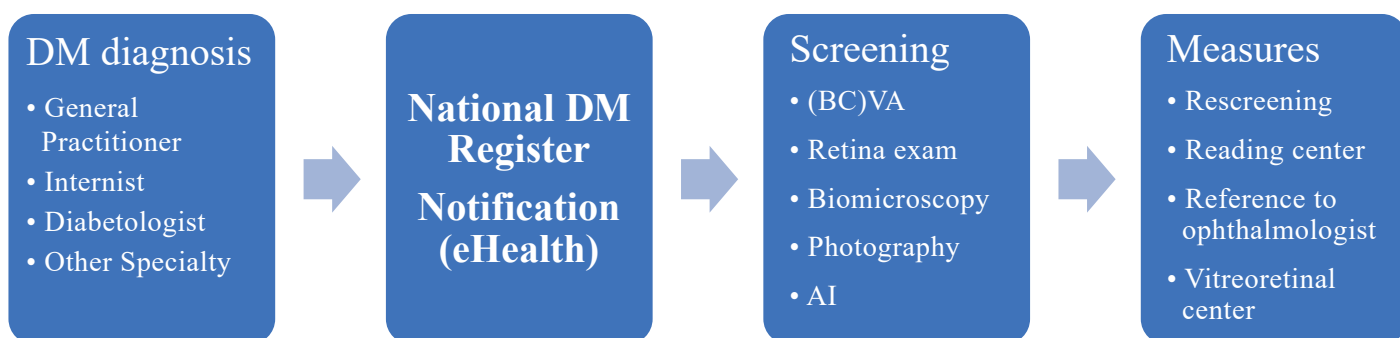 DM diagnosis
• General
Practitioner
• Internist
• Diabetologist
• Other Specialty
National DM
Register
Notification
(eHealth)
Screening
• (BC)VA
• Retina exam
• Biomicroscopy
• Photography
• AI
Measures
• Rescreening
• Reading center
• Reference to
ophthalmologist
• Vitreoretinal
center